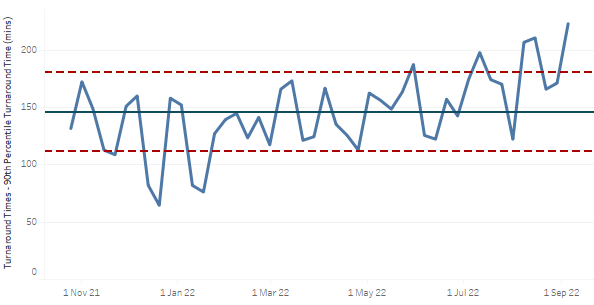 Turnaround Times - 90th Percentile Turnaround Time (mins)
200
150
100
50
0
1 Nov 21
1 Jan 22
1 Mar 22
1 May 22
1 Jul 22
1 Sep 22